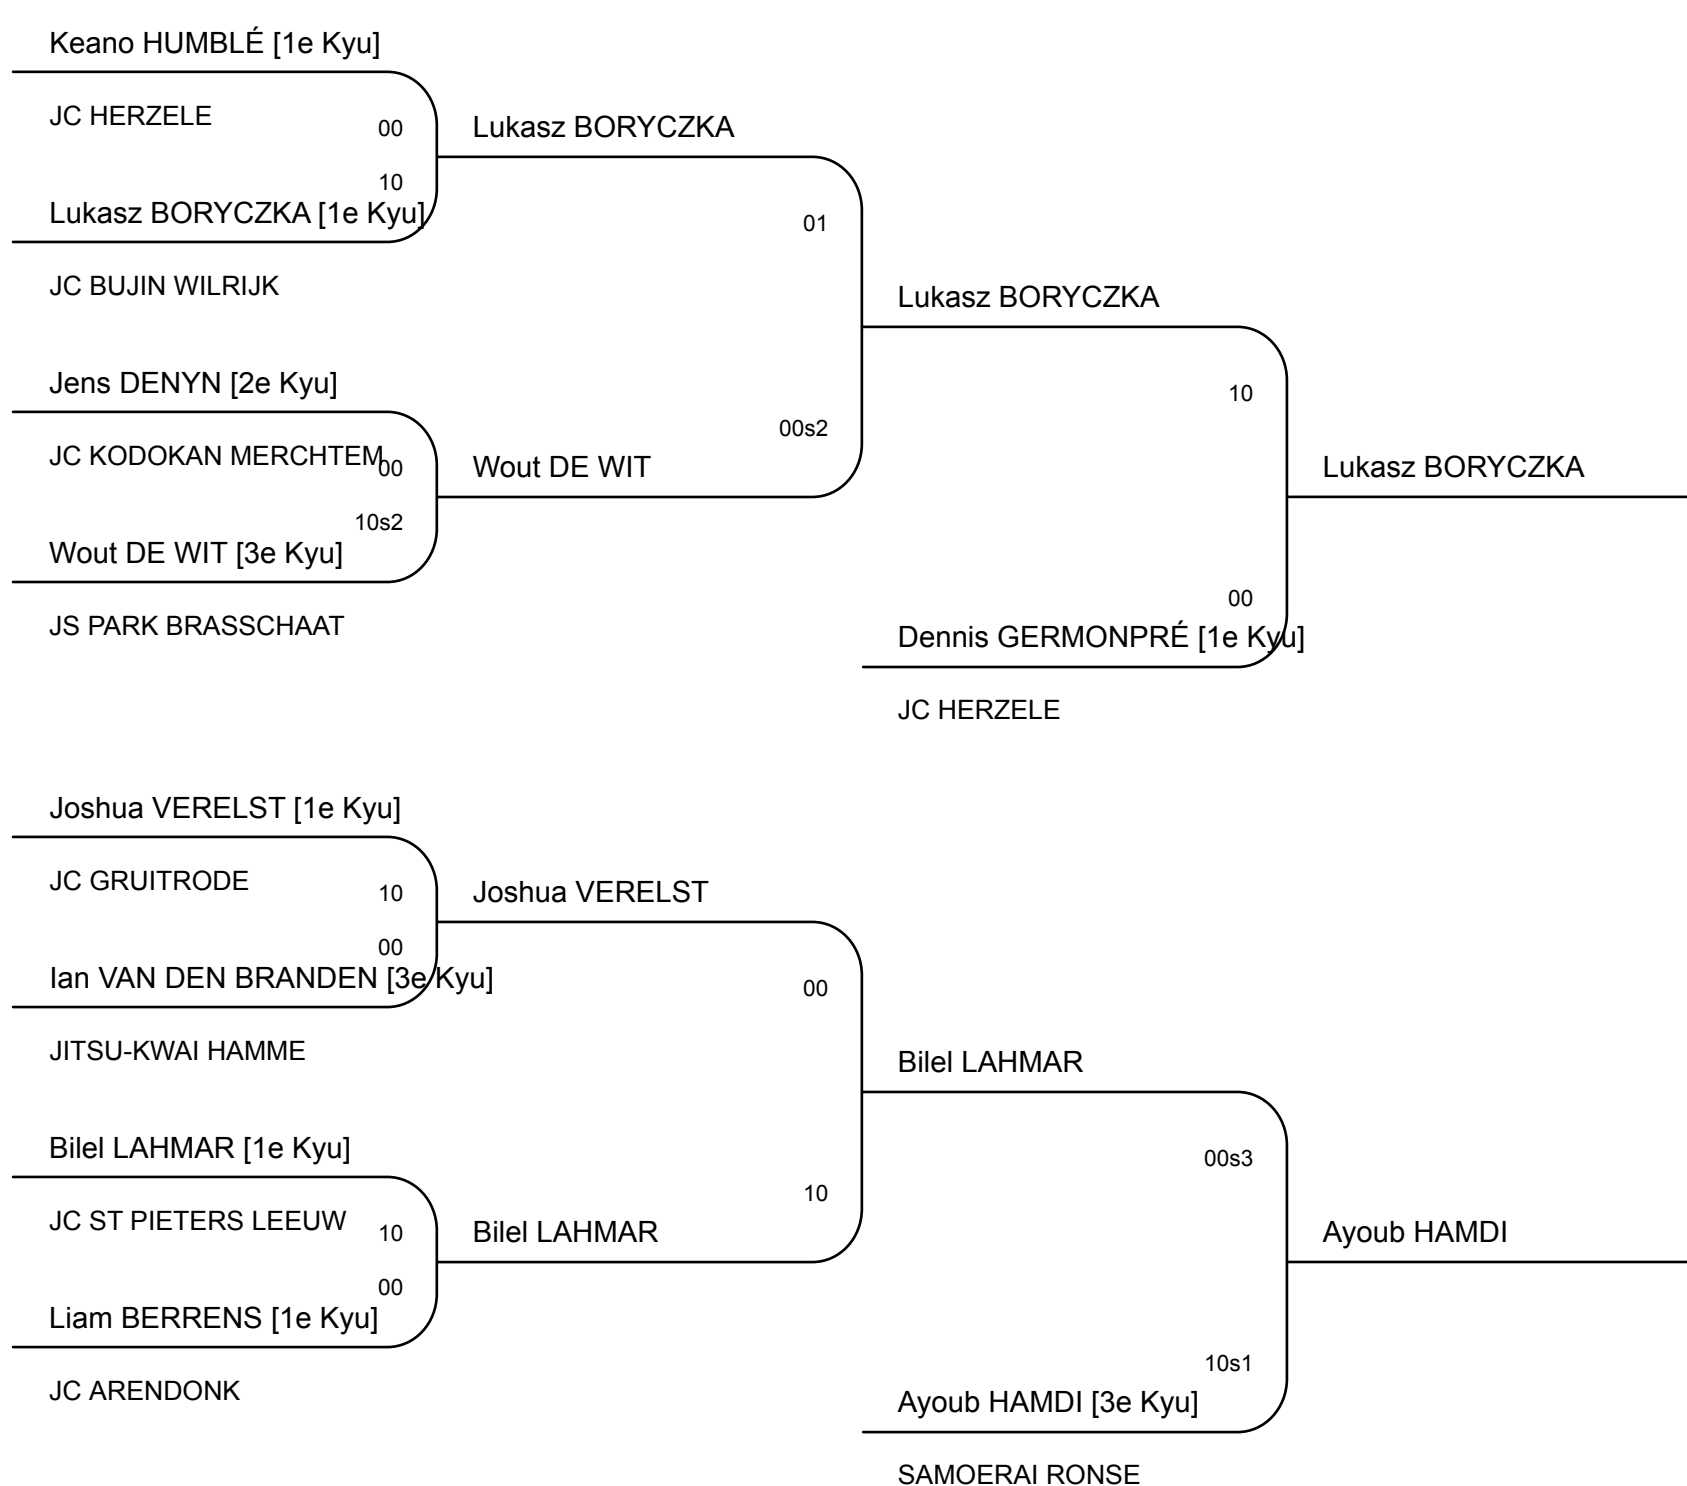 Keano HUMBLÉ [1e Kyu]
JC HERZELE
00
10
Lukasz BORYCZKA [1e Kyu]
JC BUJIN WILRIJK
Jens DENYN [2e Kyu]
JC KODOKAN MERCHTEM
00
10s2
Wout DE WIT [3e Kyu]
JS PARK BRASSCHAAT
Lukasz BORYCZKA
01
00s2
Wout DE WIT
Lukasz BORYCZKA
10
00
Dennis GERMONPRÉ [1e Kyu]
JC HERZELE
Lukasz BORYCZKA
Joshua VERELST [1e Kyu]
JC GRUITRODE
10
00
Ian VAN DEN BRANDEN [3e Kyu]
JITSU-KWAI HAMME
Bilel LAHMAR [1e Kyu]
JC ST PIETERS LEEUW
10
00
Liam BERRENS [1e Kyu]
JC ARENDONK
Joshua VERELST
00
10
Bilel LAHMAR
Bilel LAHMAR
00s3
10s1
Ayoub HAMDI [3e Kyu]
SAMOERAI RONSE
Ayoub HAMDI